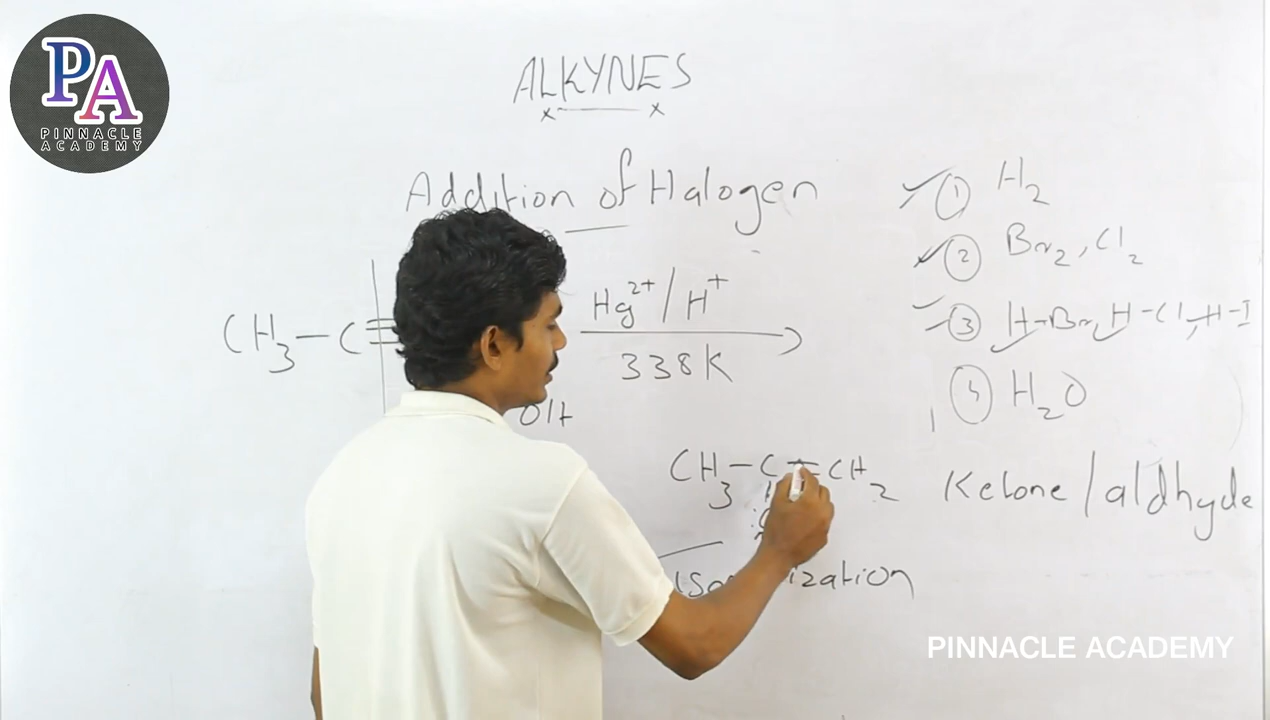 PA
PINNACLE
ACADEMY
ALKYNES
Addition of Halogen
CH3-C≡
Hg2+/H+
338K
OH
CH3-C=CH2
ization
① H2
② Br2, Cl2
③ H-Br, H-Cl, H-I
④ H2O
Ketone/aldhyde
PINNACLE ACADEMY